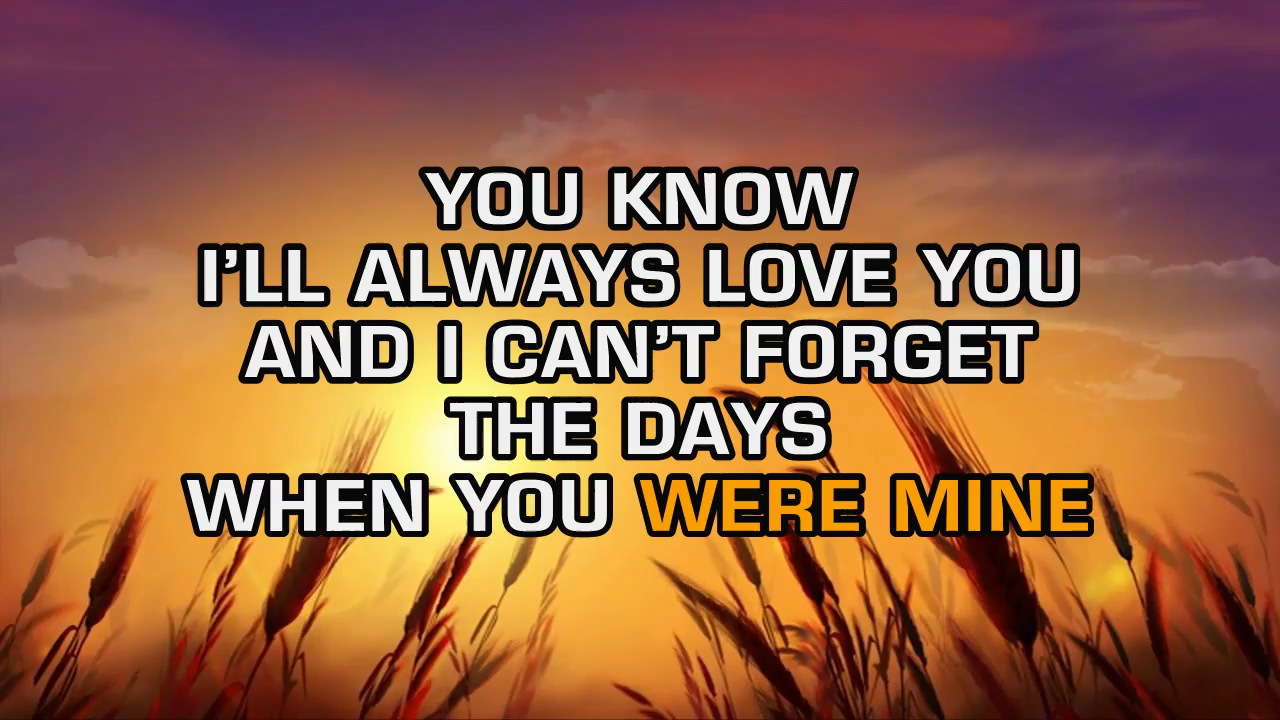 YOU KNOW
I'LL ALWAYS LOVE YOU
AND I CAN'T FORGET
THE DAYS
WHEN YOU WERE MINE